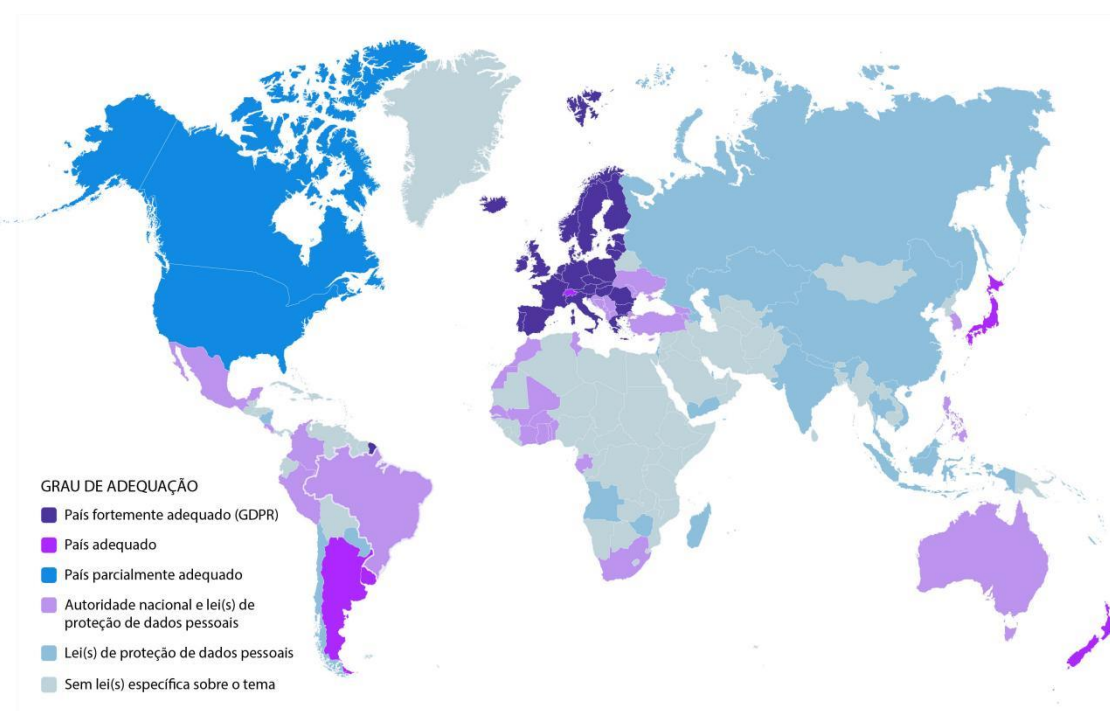 GRAU DE ADEQUAÇÃO
País fortemente adequado (GDPR)
País adequado
País parcialmente adequado
Autoridade nacional e lei(s) de
proteção de dados pessoais
Lei(s) de proteção de dados pessoais
Sem lei(s) específica sobre o tema